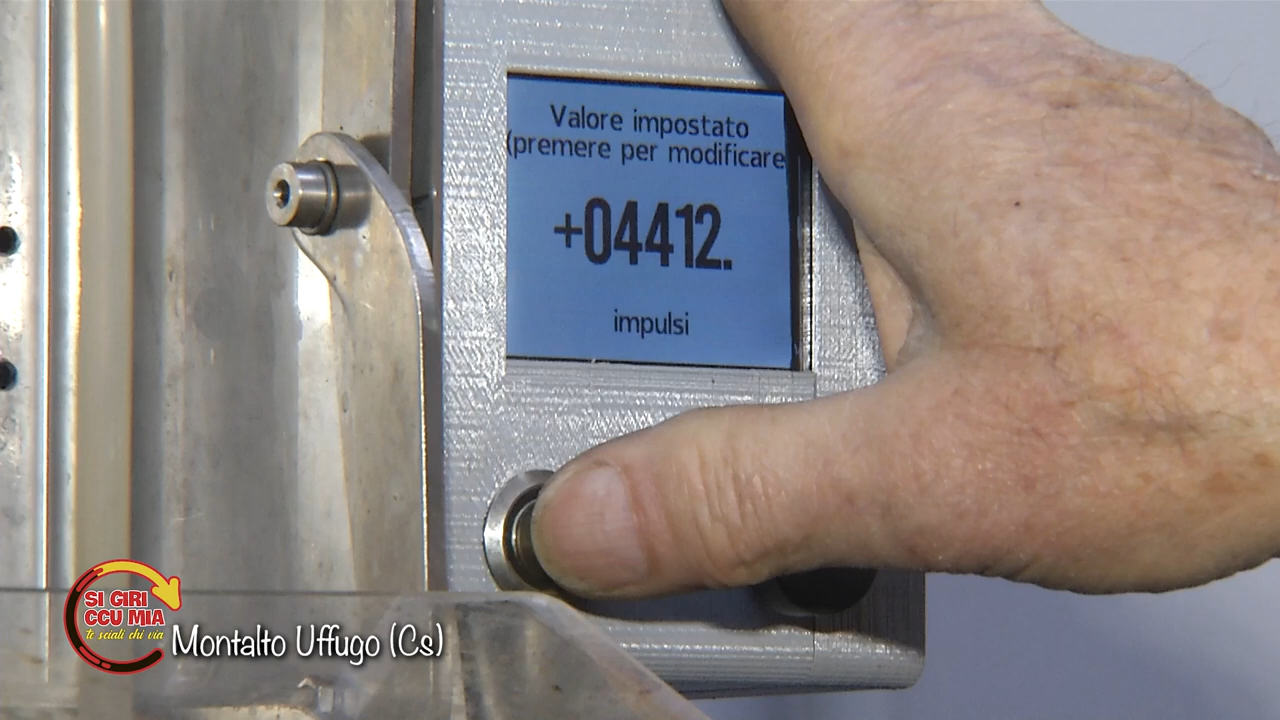 Valore impostato
(premere per modificare
+04412.
impulsi
SI GIRI
CCU MIA
te sciali chi via
Montalto Uffugo (Cs)